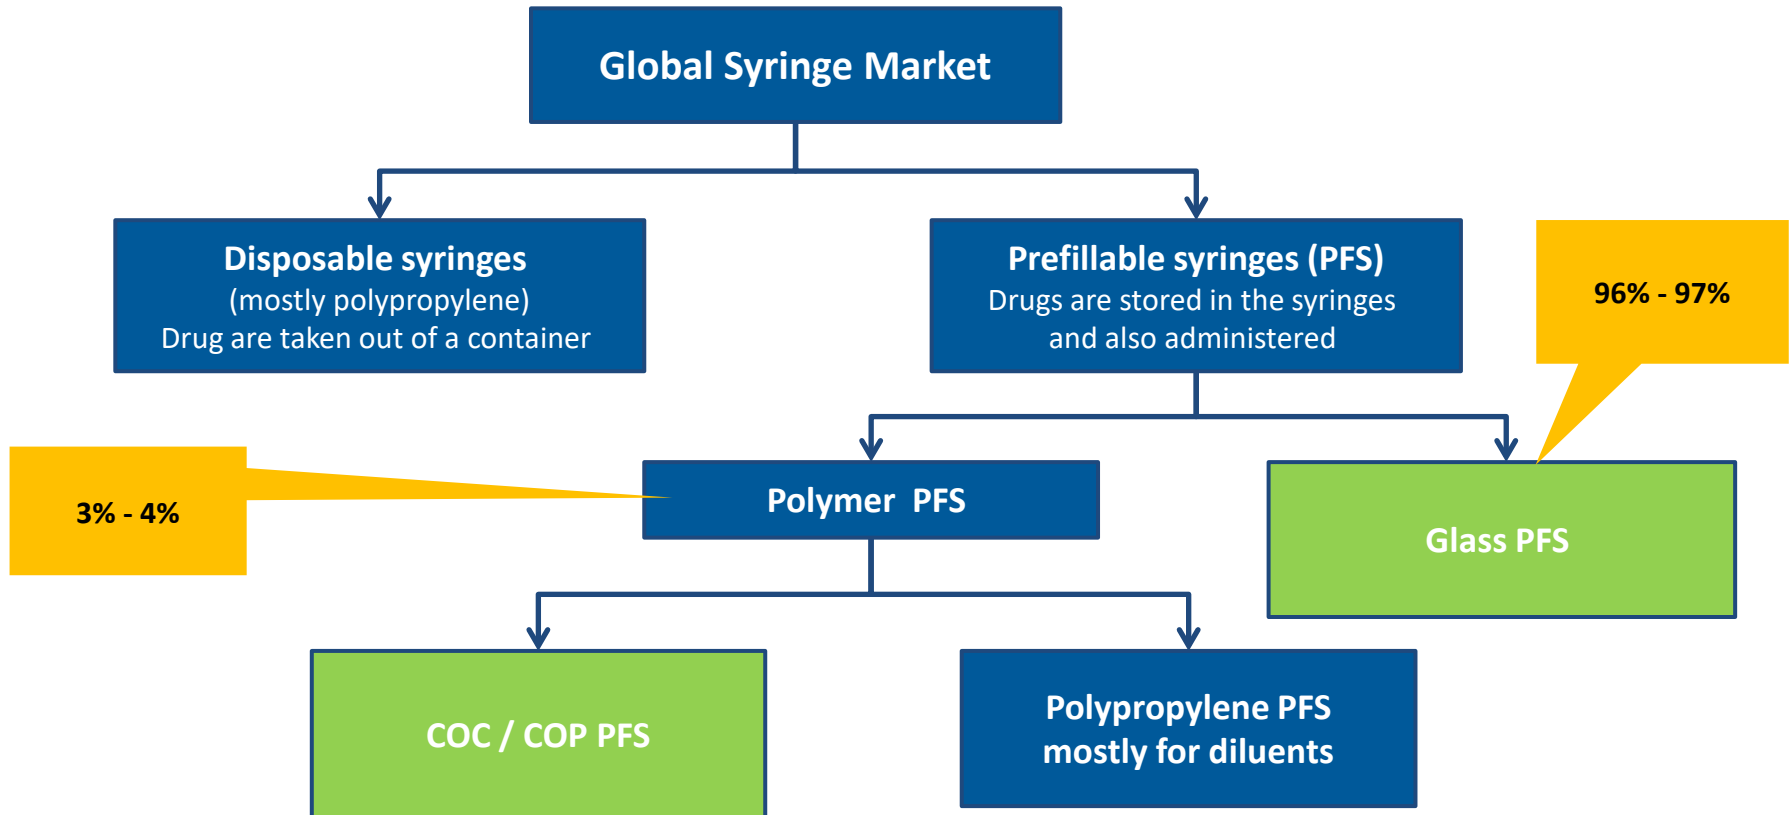 Global Syringe Market
Disposable syringes
(mostly polypropylene)
Drug are taken out of a container
Prefillable syringes (PFS)
Drugs are stored in the syringes
and also administered
96% - 97%
3% - 4%
Polymer  PFS
Glass PFS
COC / COP PFS
Polypropylene PFS
mostly for diluents